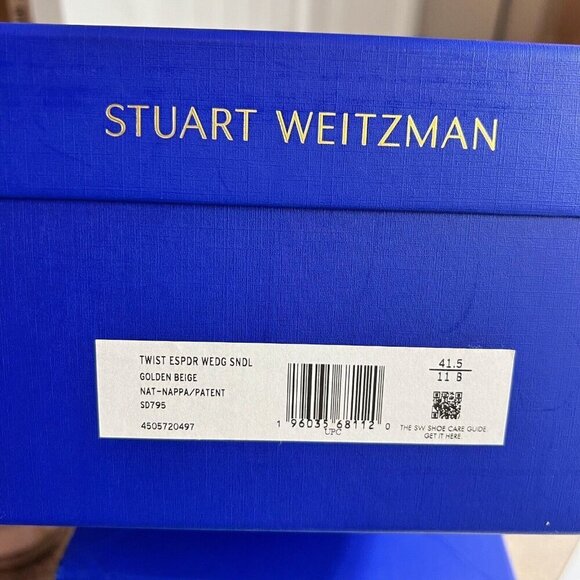 STUART WEITZMAN
TWIST ESPDR WEDG SNDL
GOLDEN BEIGE
NAT-NAPPA/PATENT
SD795
4505720497
1 96035 68112 0
UPC
41.5
11 B
THE SW SHOE CARE GUIDE.
GET IT HERE.